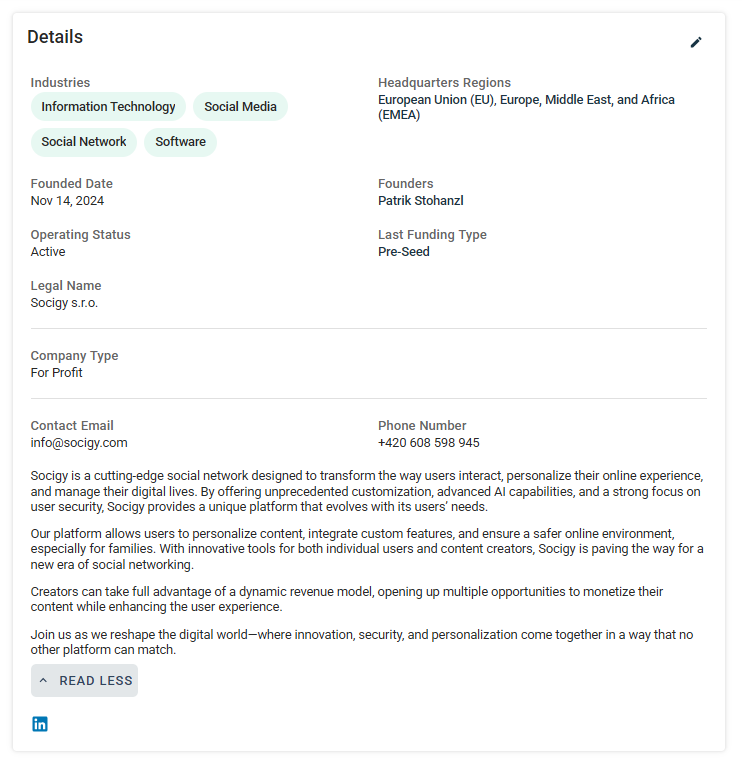 Details
Industries
Information Technology
Social Media
Social Network
Software
Headquarters Regions
European Union (EU), Europe, Middle East, and Africa
(EMEA)
Founded Date
Nov 14, 2024
Founders
Patrik Stohanzl
Operating Status
Active
Last Funding Type
Pre-Seed
Legal Name
Socigy s.r.o.
Company Type
For Profit
Contact Email
info@socigy.com
Phone Number
+420 608 598 945
Socigy is a cutting-edge social network designed to transform the way users interact, personalize their online experience,
and manage their digital lives. By offering unprecedented customization, advanced AI capabilities, and a strong focus on
user security, Socigy provides a unique platform that evolves with its users’ needs.
Our platform allows users to personalize content, integrate custom features, and ensure a safer online environment,
especially for families. With innovative tools for both individual users and content creators, Socigy is paving the way for a
new era of social networking.
Creators can take full advantage of a dynamic revenue model, opening up multiple opportunities to monetize their
content while enhancing the user experience.
Join us as we reshape the digital world—where innovation, security, and personalization come together in a way that no
other platform can match.
READ LESS
in